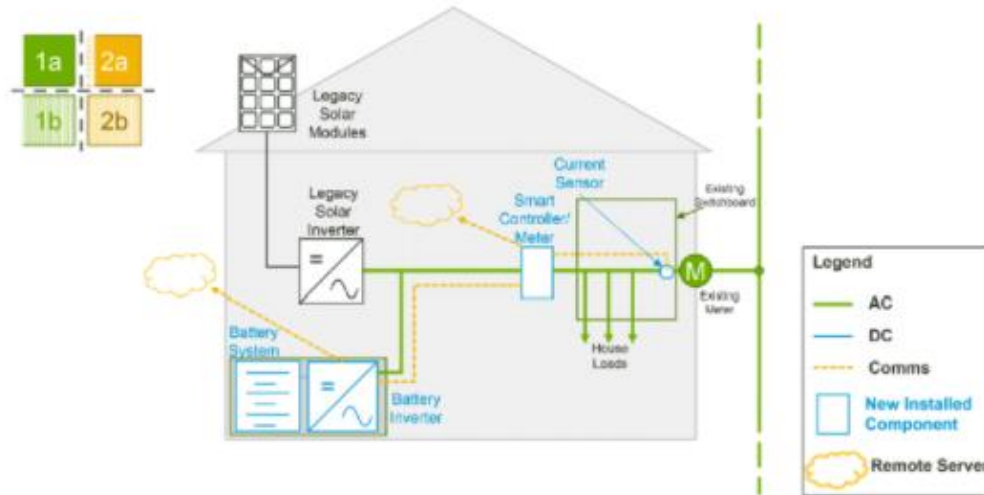 1a
2a
1b
2b
Legacy
Solar
Modules
Legacy
Solar
Inverter
Current
Sensor
Smart
Controller/
Meter
Existing
Switchboard
M
Existing
Meter
House
Loads
Battery
System
Battery
Inverter
Legend
AC
DC
Comms
New Installed
Component
Remote Server